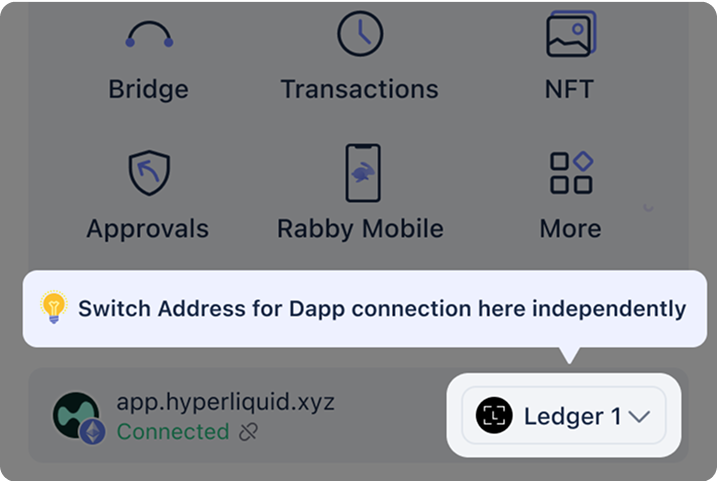 Bridge
Transactions
NFT
Approvals
Rabby Mobile
More
Switch Address for Dapp connection here independently
app.hyperliquid.xyz
Connected
Ledger 1